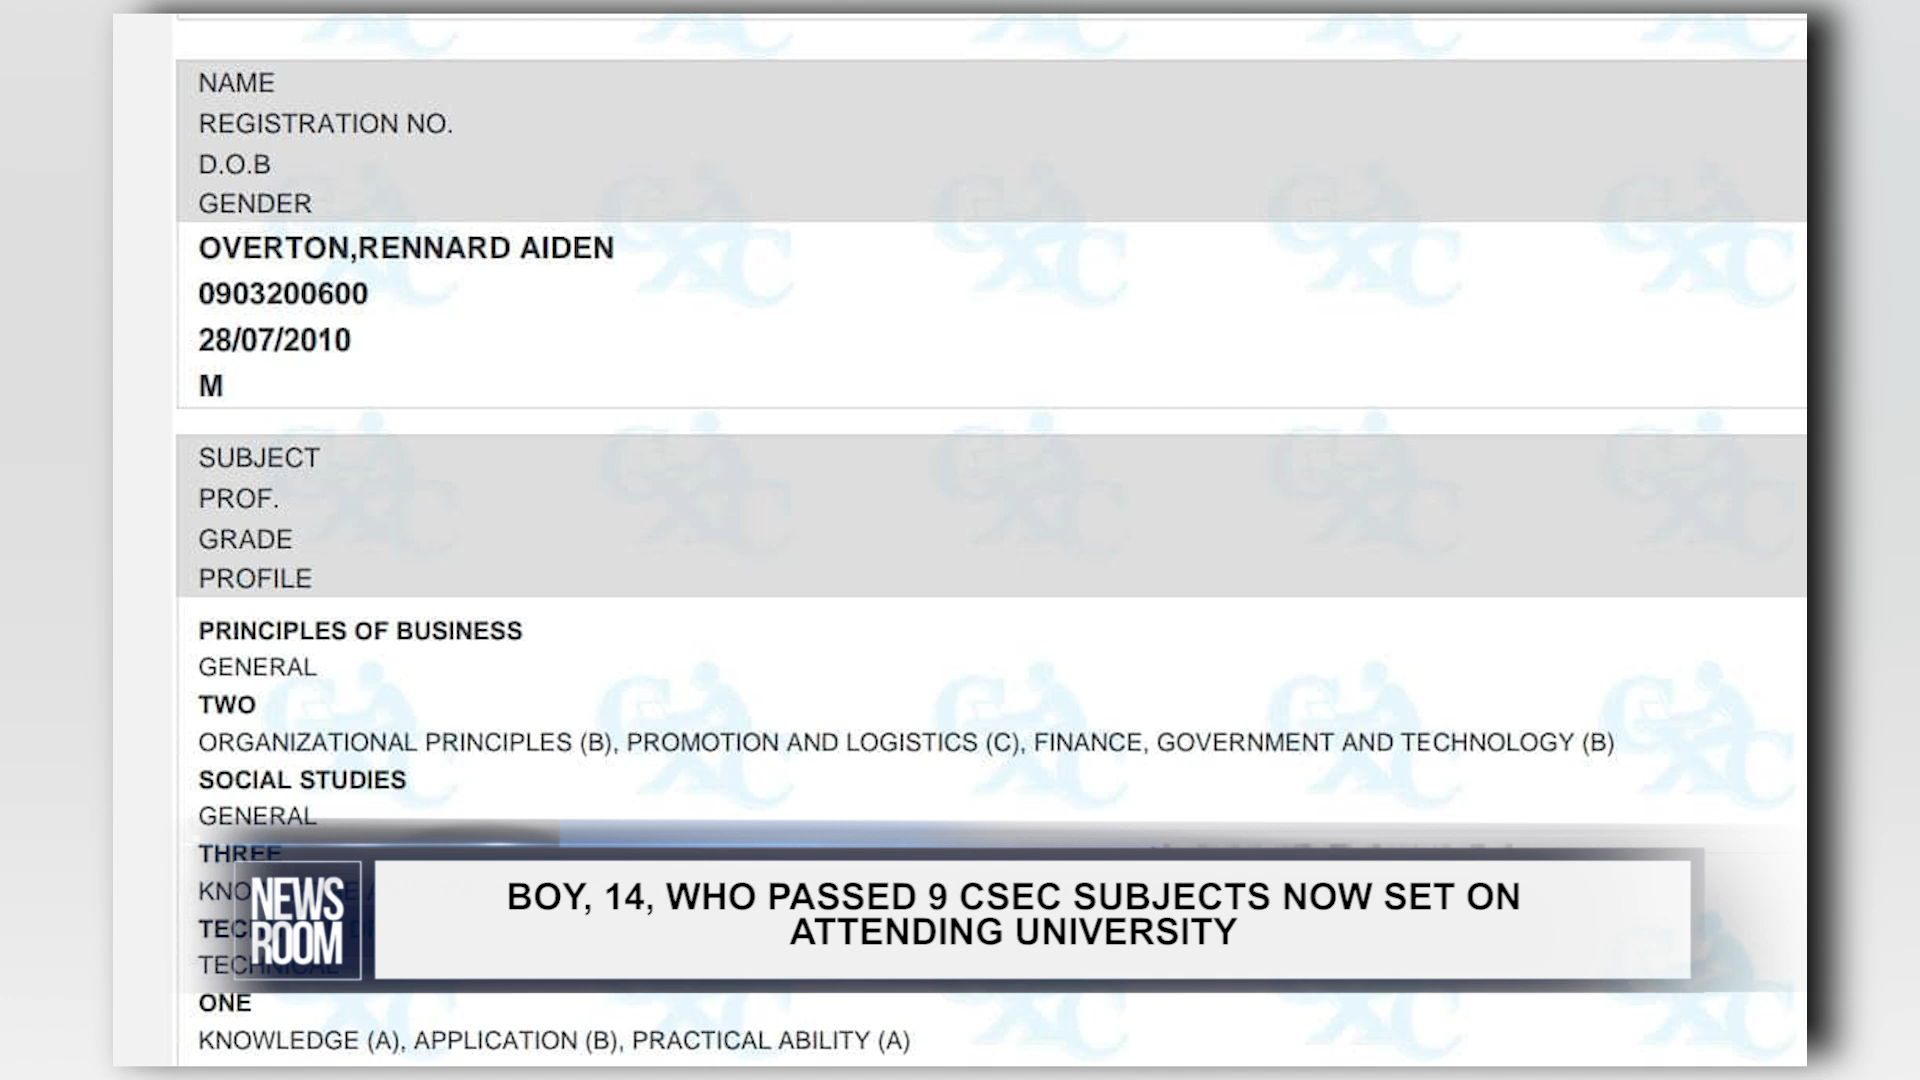 NAME
REGISTRATION NO.
D.O.B
GENDER
OVERTON,RENNARD AIDEN
0903200600
28/07/2010
M
SUBJECT
PROF.
GRADE
PROFILE
PRINCIPLES OF BUSINESS
GENERAL
TWO
ORGANIZATIONAL PRINCIPLES (B), PROMOTION AND LOGISTICS (C), FINANCE, GOVERNMENT AND TECHNOLOGY (B)
SOCIAL STUDIES
GENERAL
THREE
NEWS
ROOM
BOY, 14, WHO PASSED 9 CSEC SUBJECTS NOW SET ON
ATTENDING UNIVERSITY
TECHNICAL
ONE
KNOWLEDGE (A), APPLICATION (B), PRACTICAL ABILITY (A)